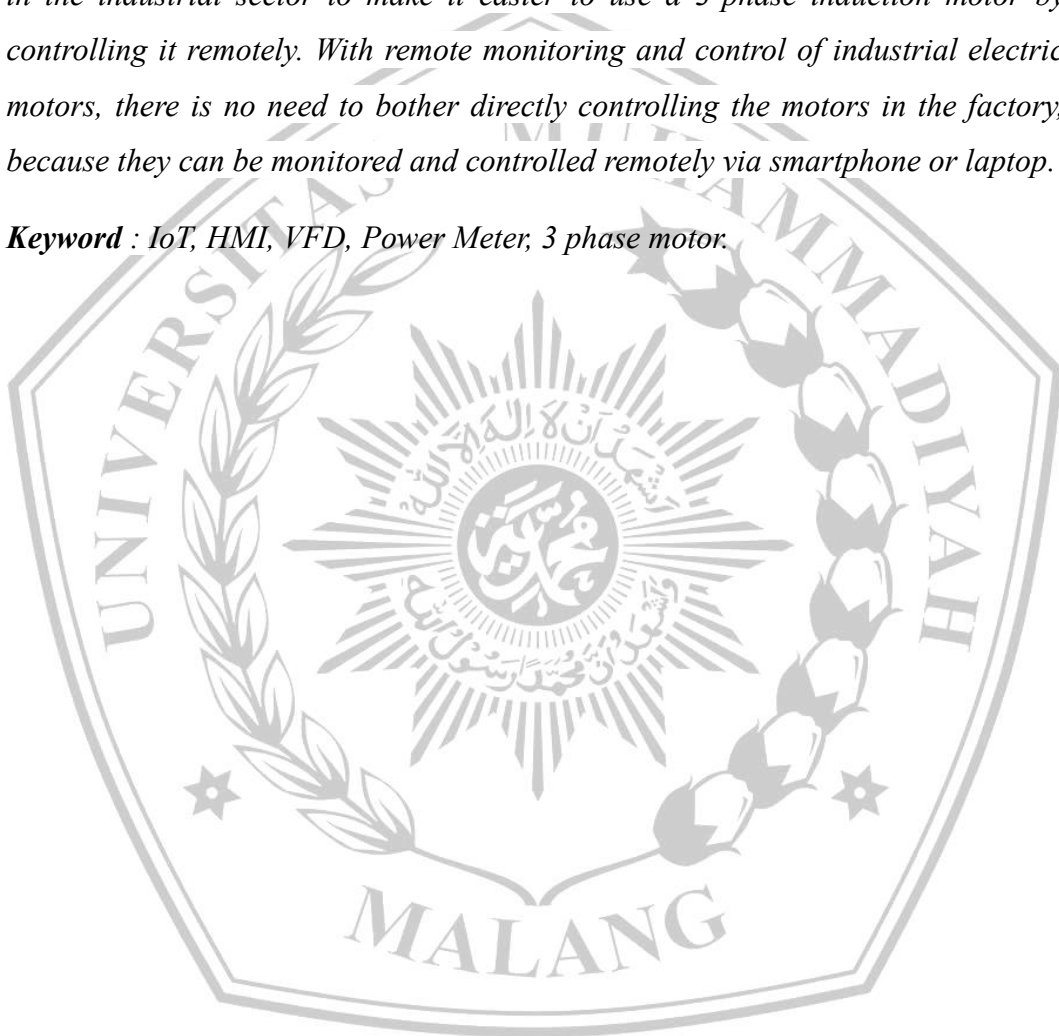 in the industrial sector to make it easier to use a 3-phase induction motor by
controlling it remotely. With remote monitoring and control of industrial electric
motors, there is no need to bother directly controlling the motors in the factory,
because they can be monitored and controlled remotely via smartphone or laptop.
Keyword : IoT, HMI, VFD, Power Meter, 3 phase motor.
UNIVERSITAS MUHAMMADIYAH
MALANG